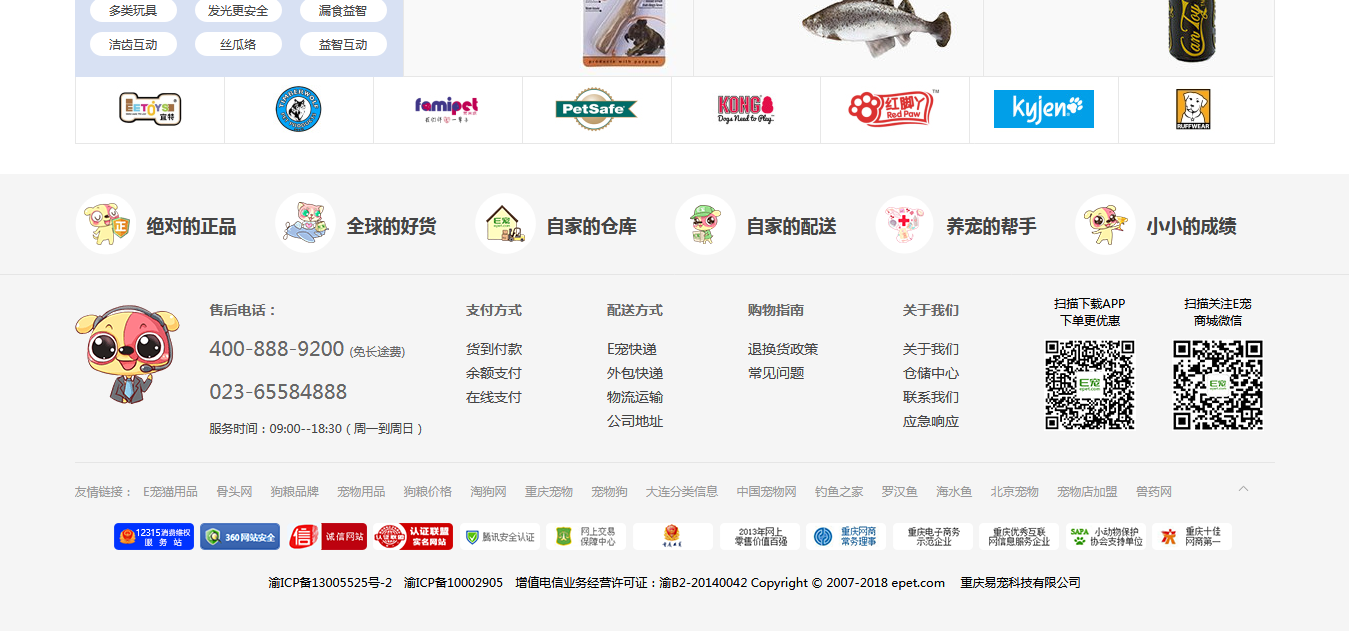 多类玩具 发光更安全 漏食益智
洁齿互动 丝瓜络 益智互动
EETOYS 宜特
TIMBERWOLF
famipet
PetSafe
KONG
Dogs Need to Play
红脚丫
Red Paw
kyjen
RUFFWEAR
Can Toy
绝对的正品 全球的好货 自家的仓库 自家的配送 养宠的帮手 小小的成绩
售后电话：
400-888-9200 (免长途费)
023-65584888
服务时间：09:00--18:30（周一到周日）
支付方式
货到付款
余额支付
在线支付
配送方式
E宠快递
外包快递
物流运输
公司地址
购物指南
退换货政策
常见问题
关于我们
关于我们
仓储中心
联系我们
应急响应
扫描下载APP
下单更优惠
扫描关注E宠
商城微信
友情链接： E宠猫用品 骨头网 狗粮品牌 宠物用品 狗粮价格 淘狗网 重庆宠物 宠物狗 大连分类信息 中国宠物网 钓鱼之家 罗汉鱼 海水鱼 北京宠物 宠物店加盟 兽药网
12315消费维权
服务站
360网站安全
信 诚信网站
认证联盟
实名网站
腾讯安全认证
网上交易
保障中心
2013年网上
零售价值百强
重庆网商
常务理事
重庆电子商务
示范企业
重庆优秀互联
网信息服务企业
SAPA 小动物保护
协会支持单位
重庆十佳
网商第一
渝ICP备13005525号-2 渝ICP备10002905 增值电信业务经营许可证：渝B2-20140042 Copyright © 2007-2018 epet.com 重庆易宠科技有限公司